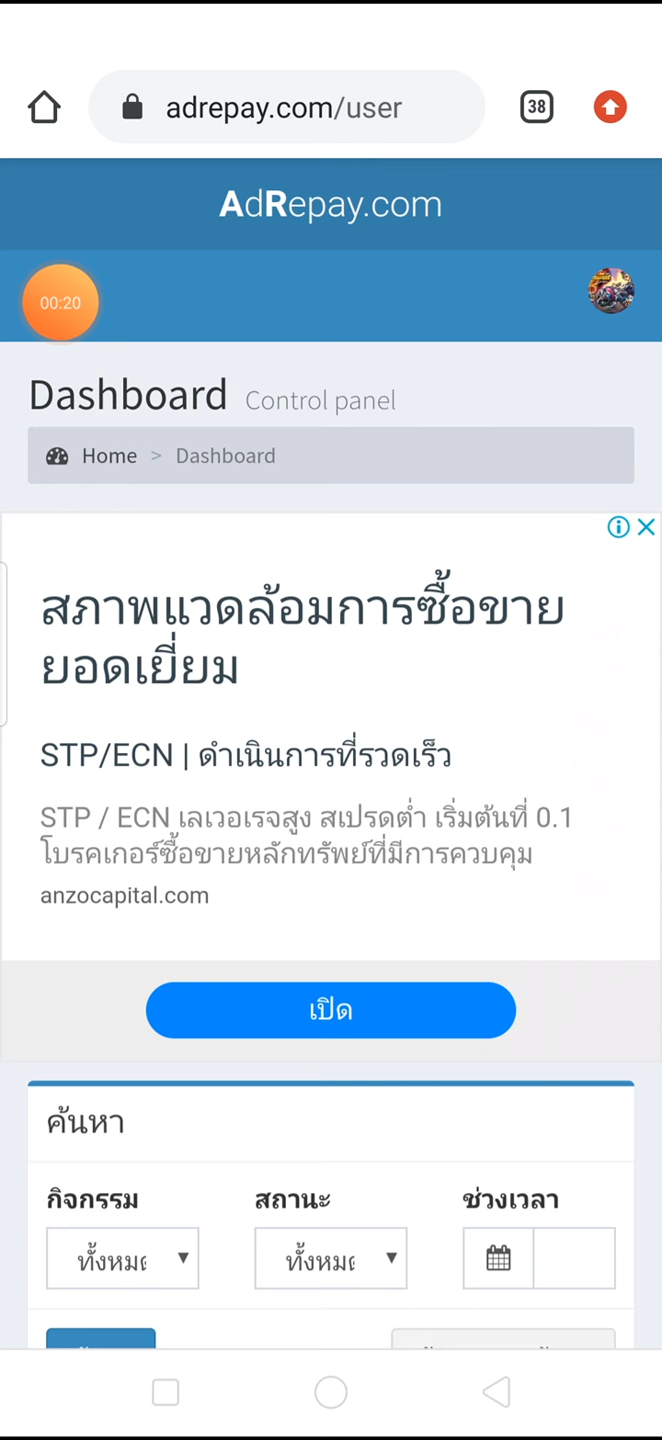 adrepay.com/user
38
AdRepay.com
00:20
Dashboard Control panel
Home > Dashboard
สภาพแวดล้อมการซื้อขาย
ยอดเยี่ยม
STP/ECN | ดำเนินการที่รวดเร็ว
STP / ECN เลเวอเรจสูง สเปรดต่ำ เริ่มต้นที่ 0.1
โบรคเกอร์ซื้อขายหลักทรัพย์ที่มีการควบคุม
anzocapital.com
เปิด
ค้นหา
กิจกรรม สถานะ ช่วงเวลา